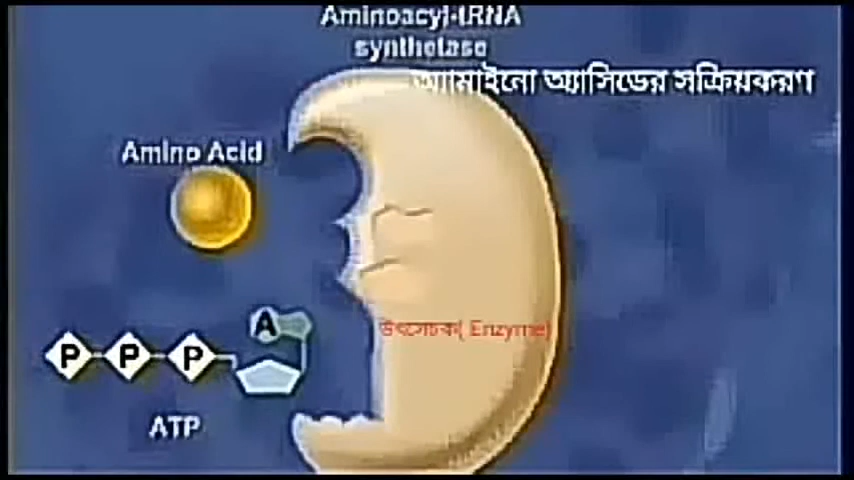 Aminoacyl-tRNA
synthetase
অ্যামাইনো অ্যাসিডের সক্রিয়করণ
Amino Acid
উৎসেচক( Enzyme)
A
P P P
ATP